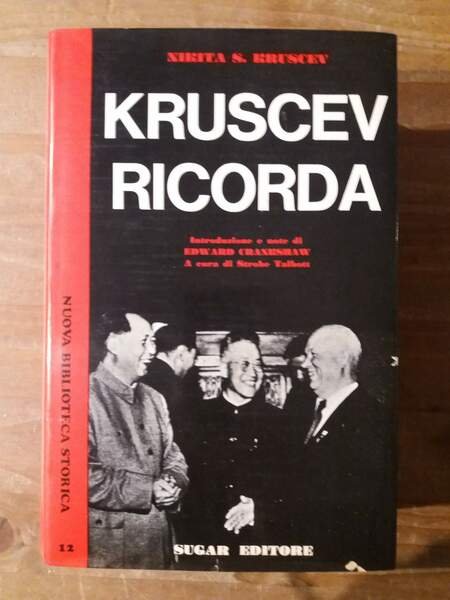 NIKITA S. KRUSCEV
KRUSCEV
RICORDA
Introduzione e note di
EDWARD CRANKSHAW
A cura di Strobe Talbott
NUOVA BIBLIOTECA STORICA
12
SUGAR EDITORE